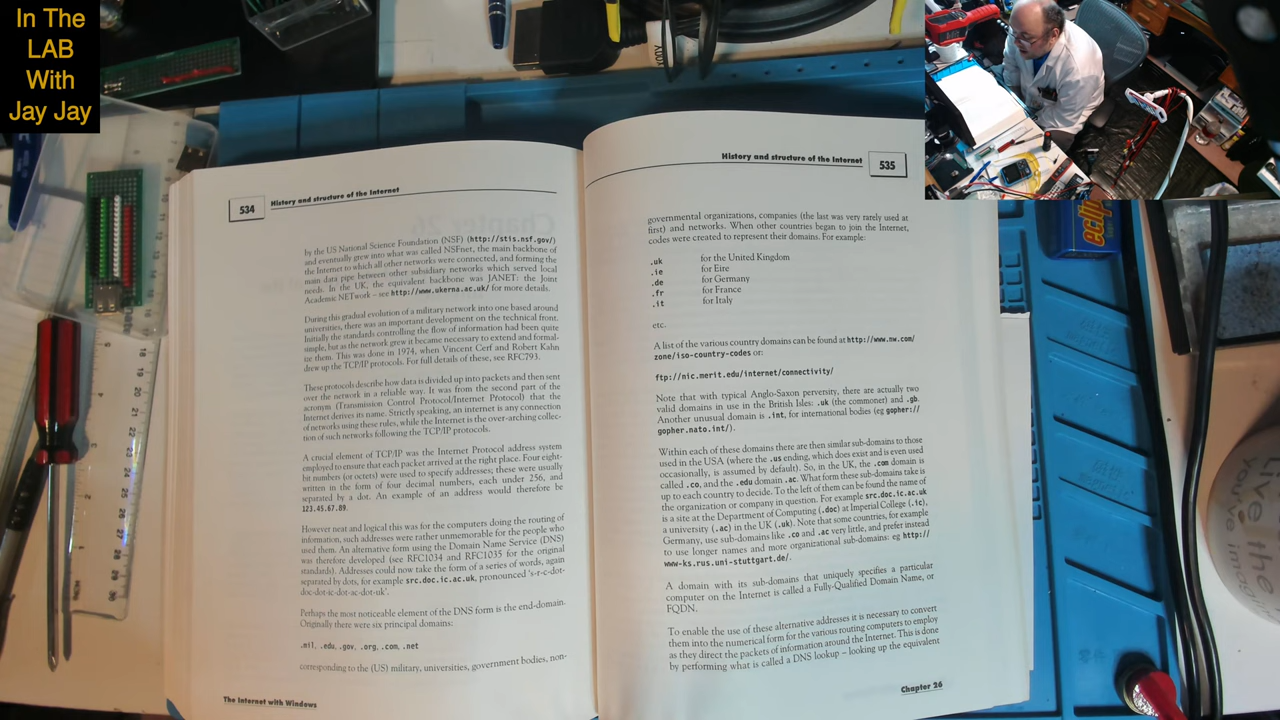 In The
LAB
With
Jay Jay
534
History and structure of the Internet
by the US National Science Foundation (NSF) (http://stis.nsf.gov/)
and eventually grew into what was called NSFnet, the main backbone of
the Internet to which all other networks were connected, and forming the
main data pipe between other subsidiary networks which served local
needs. In the UK, the equivalent backbone was JANET: the Joint
Academic NETwork – see http://www.ukerna.ac.uk/ for more details.
During this gradual evolution of a military network into one based around
universities, there was an important development on the technical front.
Initially the standards controlling the flow of information had been quite
simple, but as the network grew it became necessary to extend and formal-
ize them. This was done in 1974, when Vincent Cerf and Robert Kahn
drew up the TCP/IP protocols. For full details of these, see RFC793.
These protocols describe how data is divided up into packets and then sent
over the network in a reliable way. It was from the second part of the
acronym (Transmission Control Protocol/Internet Protocol) that the
Internet derives its name. Strictly speaking, an internet is any connection
of networks using these rules, while the Internet is the over-arching collec-
tion of such networks following the TCP/IP protocols.
A crucial element of TCP/IP was the Internet Protocol address system
employed to ensure that each packet arrived at the right place. Four eight-
bit numbers (or octets) were used to specify addresses; these were usually
written in the form of four decimal numbers, each under 256, and
separated by a dot. An example of an address would therefore be
123.45.67.89.
However neat and logical this was for the computers doing the routing of
information, such addresses were rather unmemorable for the people who
used them. An alternative form using the Domain Name Service (DNS)
was therefore developed (see RFC1034 and RFC1035 for the original
standards). Addresses could now take the form of a series of words, again
separated by dots, for example src.doc.ic.ac.uk, pronounced 's-r-c-dot-
doc-dot-ic-dot-ac-dot-uk'.
Perhaps the most noticeable element of the DNS form is the end-domain.
Originally there were six principal domains:
.mil, .edu, .gov, .org, .com, .net
corresponding to the (US) military, universities, government bodies, non-
The Internet with Windows
History and structure of the Internet
535
governmental organizations, companies (the last was very rarely used at
first) and networks. When other countries began to join the Internet,
codes were created to represent their domains. For example:
.uk for the United Kingdom
.ie for Eire
.de for Germany
.fr for France
.it for Italy
etc.
A list of the various country domains can be found at http://www.nw.com/
zone/iso-country-codes or:
ftp://nic.merit.edu/internet/connectivity/
Note that with typical Anglo-Saxon perversity, there are actually two
valid domains in use in the British Isles: .uk (the commoner) and .gb.
Another unusual domain is .int, for international bodies (eg gopher://
gopher.nato.int/).
Within each of these domains there are then similar sub-domains to those
used in the USA (where the .us ending, which does exist and is even used
occasionally, is assumed by default). So, in the UK, the .com domain is
called .co, and the .edu domain .ac. What form these sub-domains take is
up to each country to decide. To the left of them can be found the name of
the organization or company in question. For example src.doc.ic.ac.uk
is a site at the Department of Computing (.doc) at Imperial College (.ic),
a university (.ac) in the UK (.uk). Note that some countries, for example
Germany, use sub-domains like .co and .ac very little, and prefer instead
to use longer names and more organizational sub-domains: eg http://
www-ks.rus.uni-stuttgart.de/.
A domain with its sub-domains that uniquely specifies a particular
computer on the Internet is called a Fully-Qualified Domain Name, or
FQDN.
To enable the use of these alternative addresses it is necessary to convert
them into the numerical form for the various routing computers to employ
as they direct the packets of information around the Internet. This is done
by performing what is called a DNS lookup – looking up the equivalent
Chapter 26